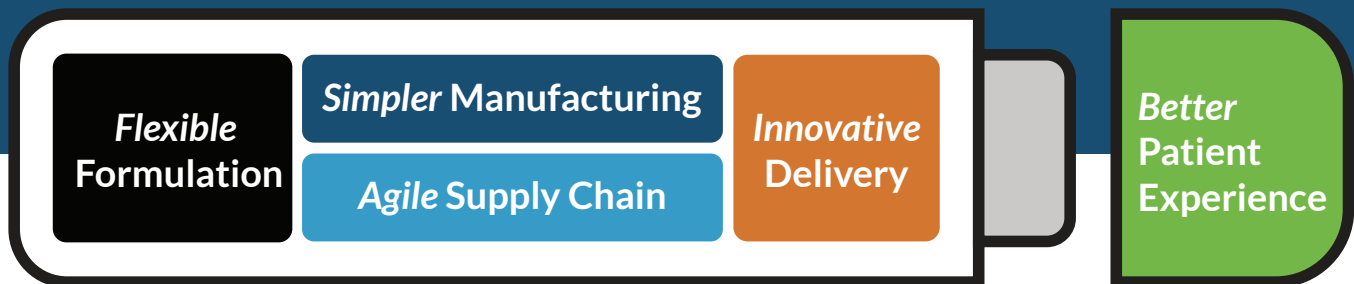 Flexible
Formulation
Simpler Manufacturing
Agile Supply Chain
Innovative
Delivery
Better
Patient
Experience